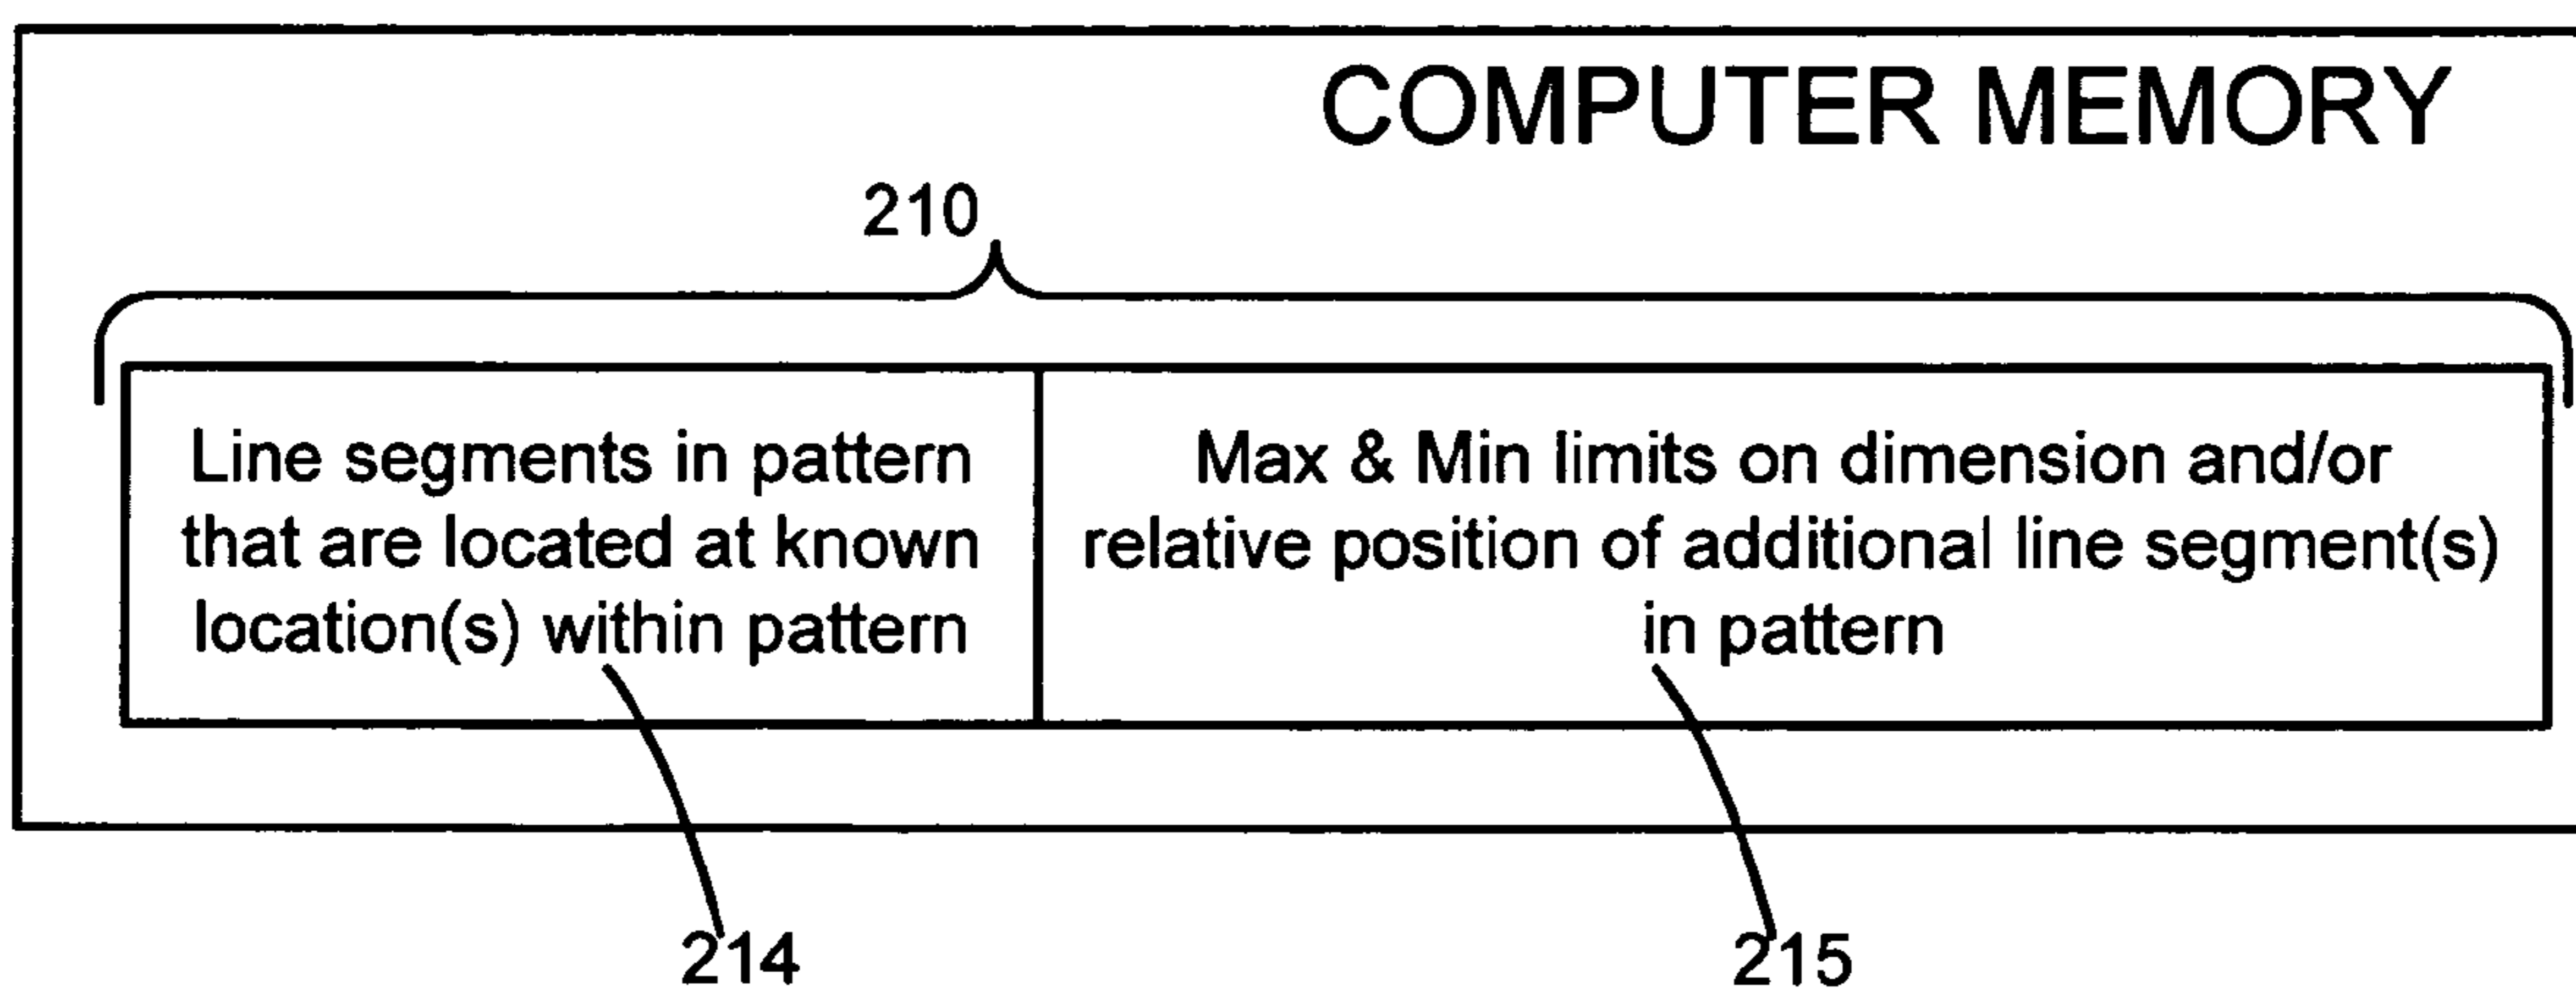 COMPUTER MEMORY
210
Line segments in pattern
that are located at known
location(s) within pattern
Max & Min limits on dimension and/or
relative position of additional line segment(s)
in pattern
214
215